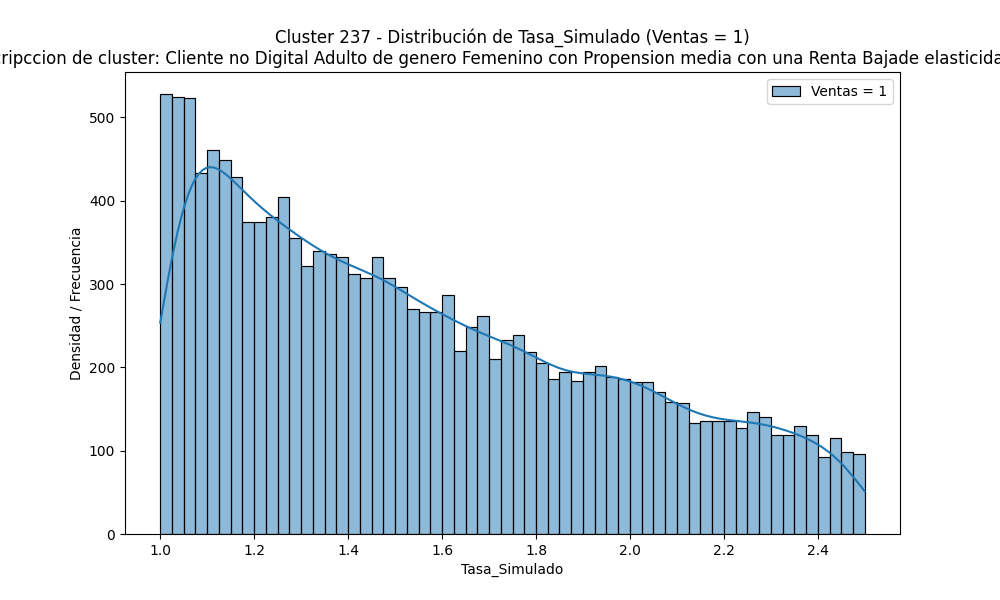 Cluster 237 - Distribución de Tasa_Simulado (Ventas = 1)
ripccion de cluster: Cliente no Digital Adulto de genero Femenino con Propension media con una Renta Bajade elasticida
Ventas = 1
Densidad / Frecuencia
500
400
300
200
100
0
1.0 1.2 1.4 1.6 1.8 2.0 2.2 2.4
Tasa_Simulado